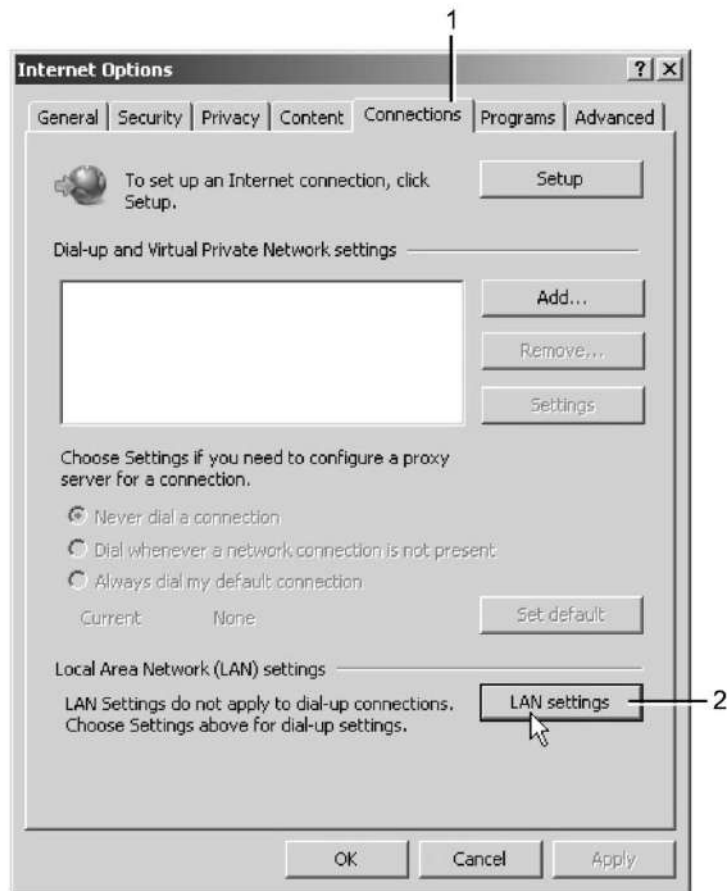 1
Internet Options
General Security Privacy Content Connections Programs Advanced
To set up an Internet connection, click
Setup.
Setup
Dial-up and Virtual Private Network settings
Add...
Remove...
Settings
Choose Settings if you need to configure a proxy
server for a connection.
Never dial a connection
Dial whenever a network connection is not present
Always dial my default connection
Current None
Set default
Local Area Network (LAN) settings
LAN Settings do not apply to dial-up connections.
Choose Settings above for dial-up settings.
LAN settings
2
OK Cancel Apply